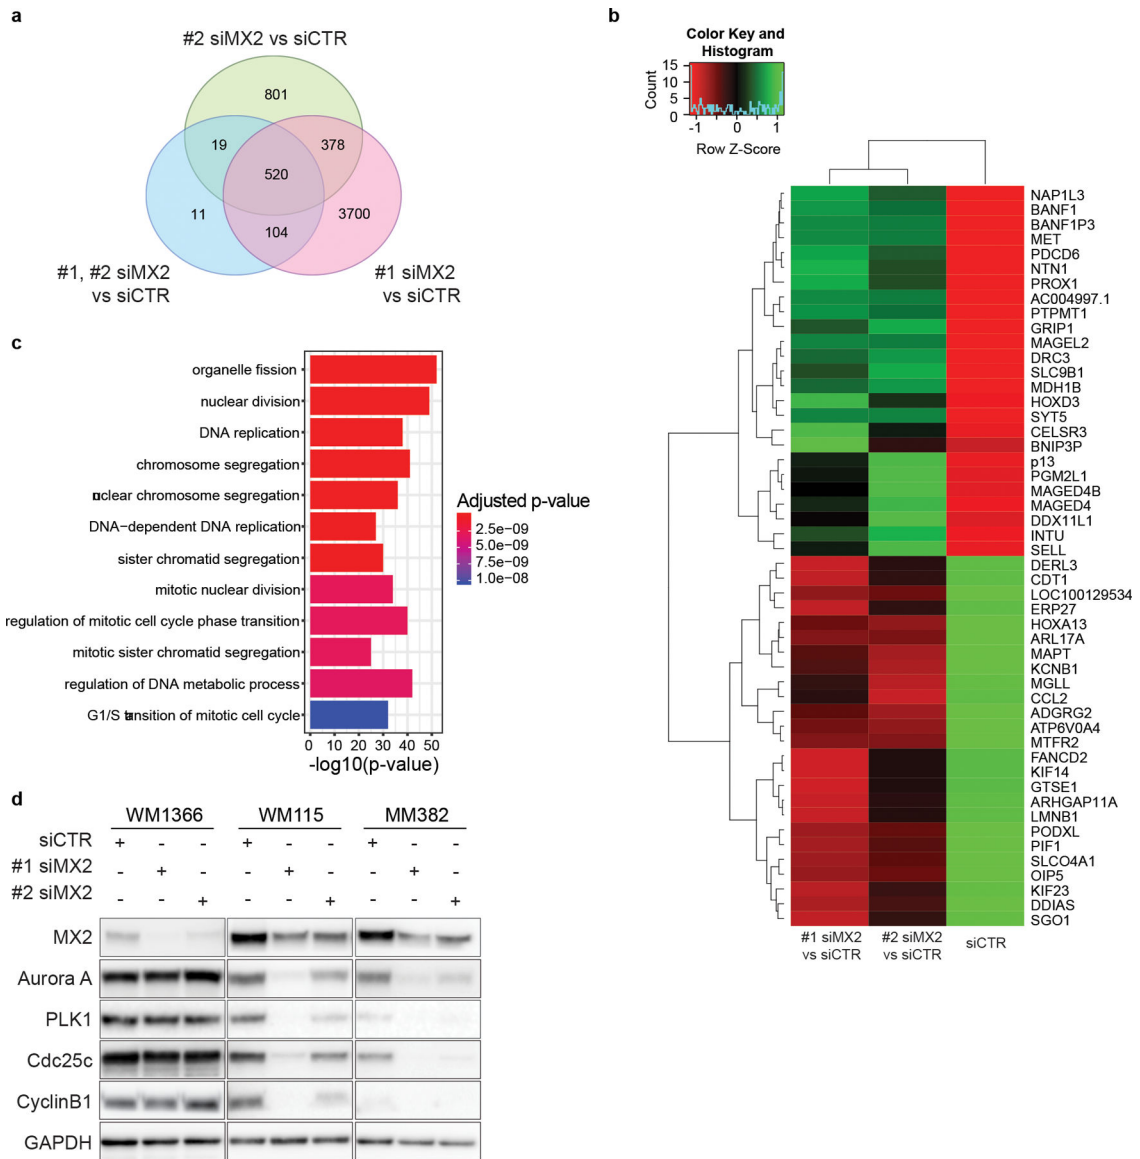 a
#2 siMX2 vs siCTR
801
19
378
520
11
3700
104
#1, #2 siMX2
vs siCTR
#1 siMX2
vs siCTR
b
Color Key and
Histogram
Count
15
10
5
0
-1
0
1
Row Z-Score
NAP1L3
BANF1
BANF1P3
MET
PDCD6
NTN1
PROX1
AC004997.1
PTPMT1
GRIP1
MAGEL2
DRC3
SLC9B1
MDH1B
HOXD3
SYT5
CELSR3
BNIP3P
p13
PGM2L1
MAGED4B
MAGED4
DDX11L1
INTU
SELL
DERL3
CDT1
LOC100129534
ERP27
HOXA13
ARL17A
MAPT
KCNB1
MGLL
CCL2
ADGRG2
ATP6V0A4
MTFR2
FANCD2
KIF14
GTSE1
ARHGAP11A
LMNB1
PODXL
PIF1
SLCO4A1
OIP5
KIF23
DDIAS
SGO1
#1 siMX2
vs siCTR
#2 siMX2
vs siCTR
siCTR
c
organelle fission
nuclear division
DNA replication
chromosome segregation
nuclear chromosome segregation
DNA−dependent DNA replication
sister chromatid segregation
mitotic nuclear division
regulation of mitotic cell cycle phase transition
mitotic sister chromatid segregation
regulation of DNA metabolic process
G1/S transition of mitotic cell cycle
0 10 20 30 40 50
-log10(p-value)
Adjusted p-value
2.5e−09
5.0e−09
7.5e−09
1.0e−08
d
WM1366 WM115 MM382
siCTR + - - + - - + - -
#1 siMX2 - + - - + - - + -
#2 siMX2 - - + - - + - - +
MX2
Aurora A
PLK1
Cdc25c
CyclinB1
GAPDH